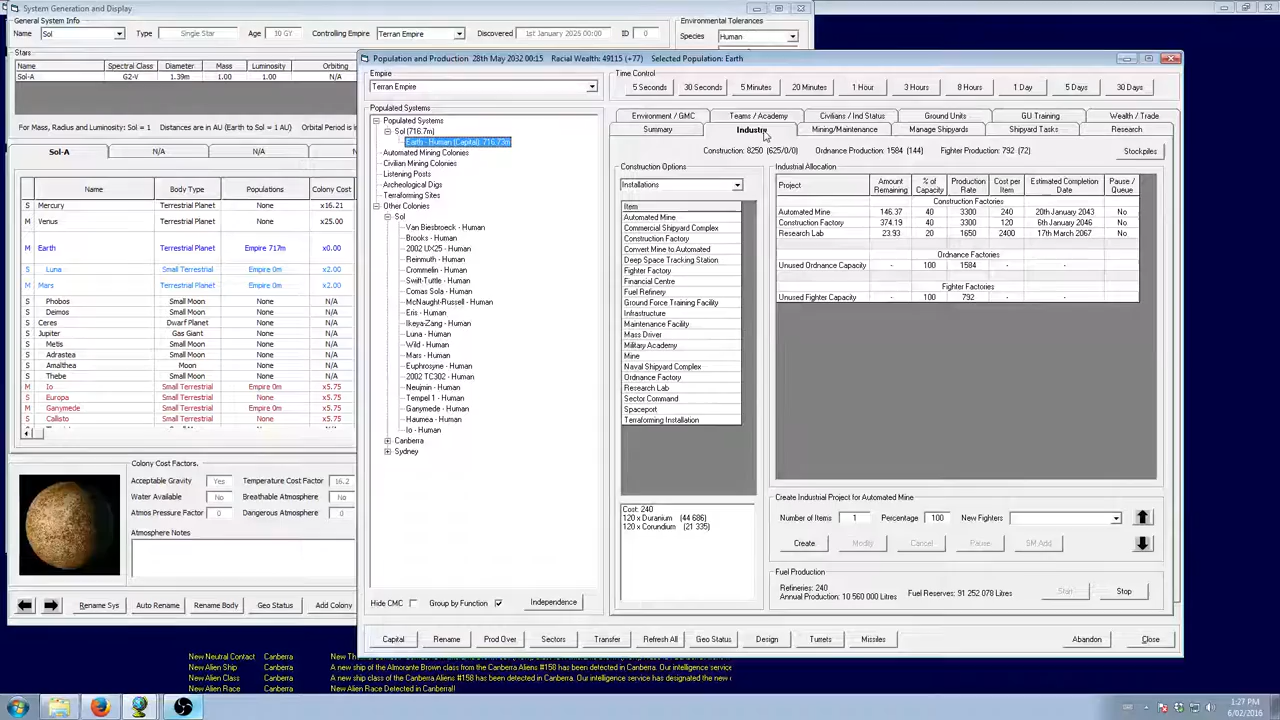 System Generation and Display
General System Info
Name Sol Type Single Star Age 10 GY Controlling Empire Terran Empire Discovered 1st January 2025 00:00 ID 0
Environmental Tolerances
Species Human
Stars
Name Spectral Class Diameter Mass Luminosity Orbiting
Sol-A G2-V 1.39m 1.00 1.00 N/A
For Mass, Radius and Luminosity: Sol = 1 Distances are in AU (Earth to Sol = 1 AU)
Sol-A N/A N/A N/A
Name Body Type Populations Colony Cost
S Mercury Terrestrial Planet None x16.21
M Venus Terrestrial Planet None x25.00
M Earth Terrestrial Planet Empire 717m x0.00
S Luna Small Terrestrial Empire 0m x2.00
M Mars Terrestrial Planet Empire 0m x2.00
S Phobos Small Moon None N/A
S Deimos Small Moon None N/A
S Ceres Dwarf Planet None N/A
S Jupiter Gas Giant None N/A
S Metis Small Moon None N/A
S Adrastea Small Moon None N/A
S Amalthea Moon None N/A
S Thebe Small Moon None N/A
M Io Small Terrestrial Empire 0m x5.75
M Europa Small Terrestrial None x5.75
M Ganymede Small Terrestrial Empire 0m x5.75
M Callisto Small Terrestrial None x5.75
Colony Cost Factors.
Acceptable Gravity Yes Temperature Cost Factor 16.2
Water Available No Breathable Atmosphere No
Atmos Pressure Factor 0 Dangerous Atmosphere 0
Atmosphere Notes
Rename Sys Auto Rename Rename Body Geo Status Add Colony
Population and Production 28th May 2032 00:15 Racial Wealth: 49115 (+77) Selected Population: Earth
Empire
Terran Empire
Time Control
5 Seconds 30 Seconds 5 Minutes 20 Minutes 1 Hour 3 Hours 8 Hours 1 Day 5 Days 30 Days
Populated Systems
Populated Systems
Sol (716.7m)
Earth - Human (Capital): 716.73m
Automated Mining Colonies
Civilian Mining Colonies
Listening Posts
Archeological Digs
Terraforming Sites
Other Colonies
Sol
Van Biesbroeck - Human
Brooks - Human
2002 UX25 - Human
Reinmuth - Human
Crommelin - Human
Swift-Tuttle - Human
Comas Sola - Human
McNaught-Russell - Human
Eris - Human
Ikeya-Zang - Human
Luna - Human
Wild - Human
Mars - Human
Euphrosyne - Human
2002 TC302 - Human
Neujmin - Human
Tempel 1 - Human
Ganymede - Human
Haumea - Human
Io - Human
Canberra
Sydney
Hide CMC Group by Function Independence
Environment / GMC Teams / Academy Civilians / Ind Status Ground Units GU Training Wealth / Trade
Summary Industry Mining/Maintenance Manage Shipyards Shipyard Tasks Research
Construction: 8250 (625/0/0) Ordnance Production: 1584 (144) Fighter Production: 792 (72) Stockpiles
Construction Options
Installations
Item
Automated Mine
Commercial Shipyard Complex
Construction Factory
Convert Mine to Automated
Deep Space Tracking Station
Fighter Factory
Financial Centre
Fuel Refinery
Ground Force Training Facility
Infrastructure
Maintenance Facility
Mass Driver
Military Academy
Mine
Naval Shipyard Complex
Ordnance Factory
Research Lab
Sector Command
Spaceport
Terraforming Installation
Cost: 240
120 x Duranium (44 686)
120 x Corundium (21 335)
Industrial Allocation
Project Amount Remaining % of Capacity Production Rate Cost per Item Estimated Completion Date Pause / Queue
Construction Factories
Automated Mine 146.37 40 3300 240 20th January 2043 No
Construction Factory 374.19 40 3300 120 6th January 2046 No
Research Lab 23.93 20 1650 2400 17th March 2067 No
Ordnance Factories
Unused Ordnance Capacity - 100 1584 - -
Fighter Factories
Unused Fighter Capacity - 100 792 - -
Create Industrial Project for Automated Mine
Number of Items 1 Percentage 100 New Fighters
Create Modify Cancel Pause SM Add
Fuel Production
Refineries: 240
Annual Production: 10 560 000 Litres Fuel Reserves: 91 252 078 Litres Start Stop
Capital Rename Prod Over Sectors Transfer Refresh All Geo Status Design Turrets Missiles Abandon Close
New Neutral Contact Canberra
New Alien Ship Canberra A new ship of the Almirante Brown class from the Canberra Aliens #158 has been detected in Canberra. Our intelligence service
New Alien Class Canberra A new ship class of the Canberra Aliens #158 has been detected in Canberra. Our intelligence service has designated the new
New Alien Race Canberra New Alien Race Detected in Canberra!!
1:27 PM
6/02/2016